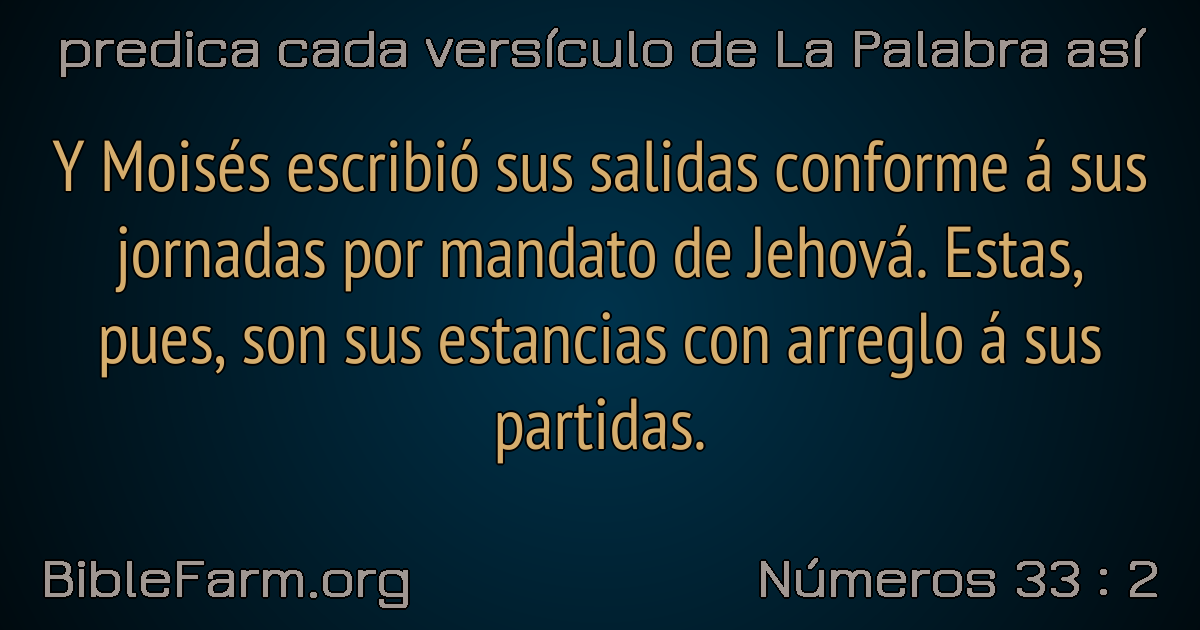 predica cada versículo de La Palabra así
Y Moisés escribió sus salidas conforme á sus
jornadas por mandato de Jehová. Estas,
pues, son sus estancias con arreglo á sus
partidas.
BibleFarm.org
Números 33 : 2